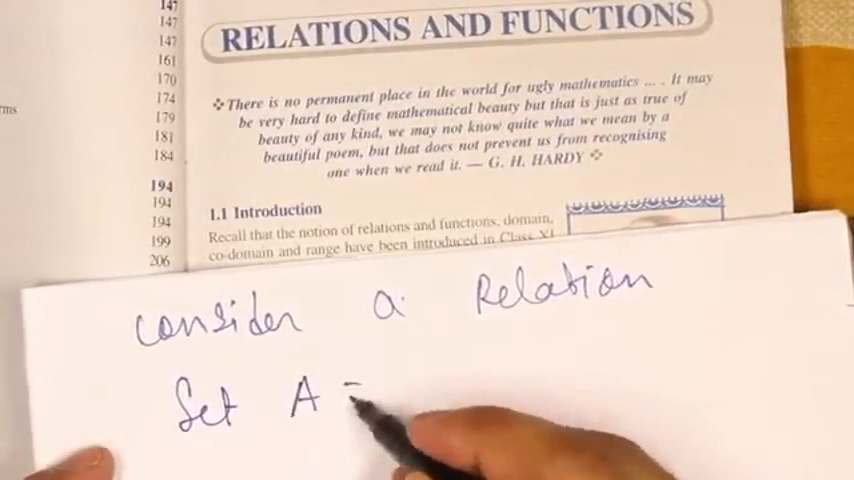 147
147
147
161
170
174
179
181
184
194
194
194
199
206
RELATIONS AND FUNCTIONS
❖There is no permanent place in the world for ugly mathematics ... . It may
be very hard to define mathematical beauty but that is just as true of
beauty of any kind, we may not know quite what we mean by a
beautiful poem, but that does not prevent us from recognising
one when we read it. — G. H. HARDY ❖
1.1 Introduction
Recall that the notion of relations and functions, domain,
co-domain and range have been introduced in Class XI
Consider a Relation
Set A =